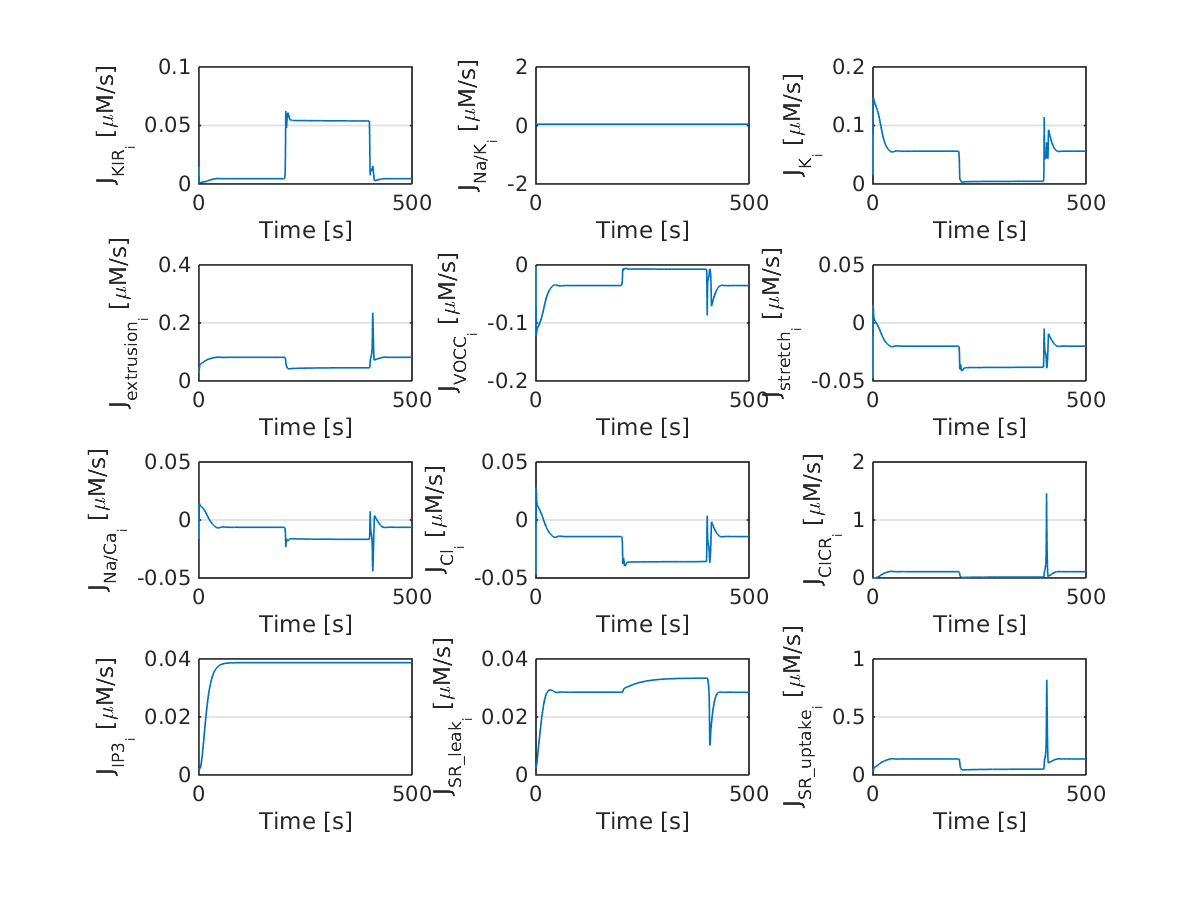 J_KIR_i [μM/s]
0.1
0.05
0
0 500
Time [s]
J_Na/K_i [μM/s]
2
0
-2
0 500
Time [s]
J_K_i [μM/s]
0.2
0.1
0
0 500
Time [s]
J_extrusion_i [μM/s]
0.4
0.2
0
0 500
Time [s]
J_VOCC_i [μM/s]
0
-0.1
-0.2
0 500
Time [s]
J_stretch_i [μM/s]
0.05
0
-0.05
0 500
Time [s]
J_Na/Ca_i [μM/s]
0.05
0
-0.05
0 500
Time [s]
J_Cl_i [μM/s]
0.05
0
-0.05
0 500
Time [s]
J_CICR_i [μM/s]
2
1
0
0 500
Time [s]
J_IP3_i [μM/s]
0.04
0.02
0
0 500
Time [s]
J_SR_leak_i [μM/s]
0.04
0.02
0
0 500
Time [s]
J_SR_uptake_i [μM/s]
1
0.5
0
0 500
Time [s]